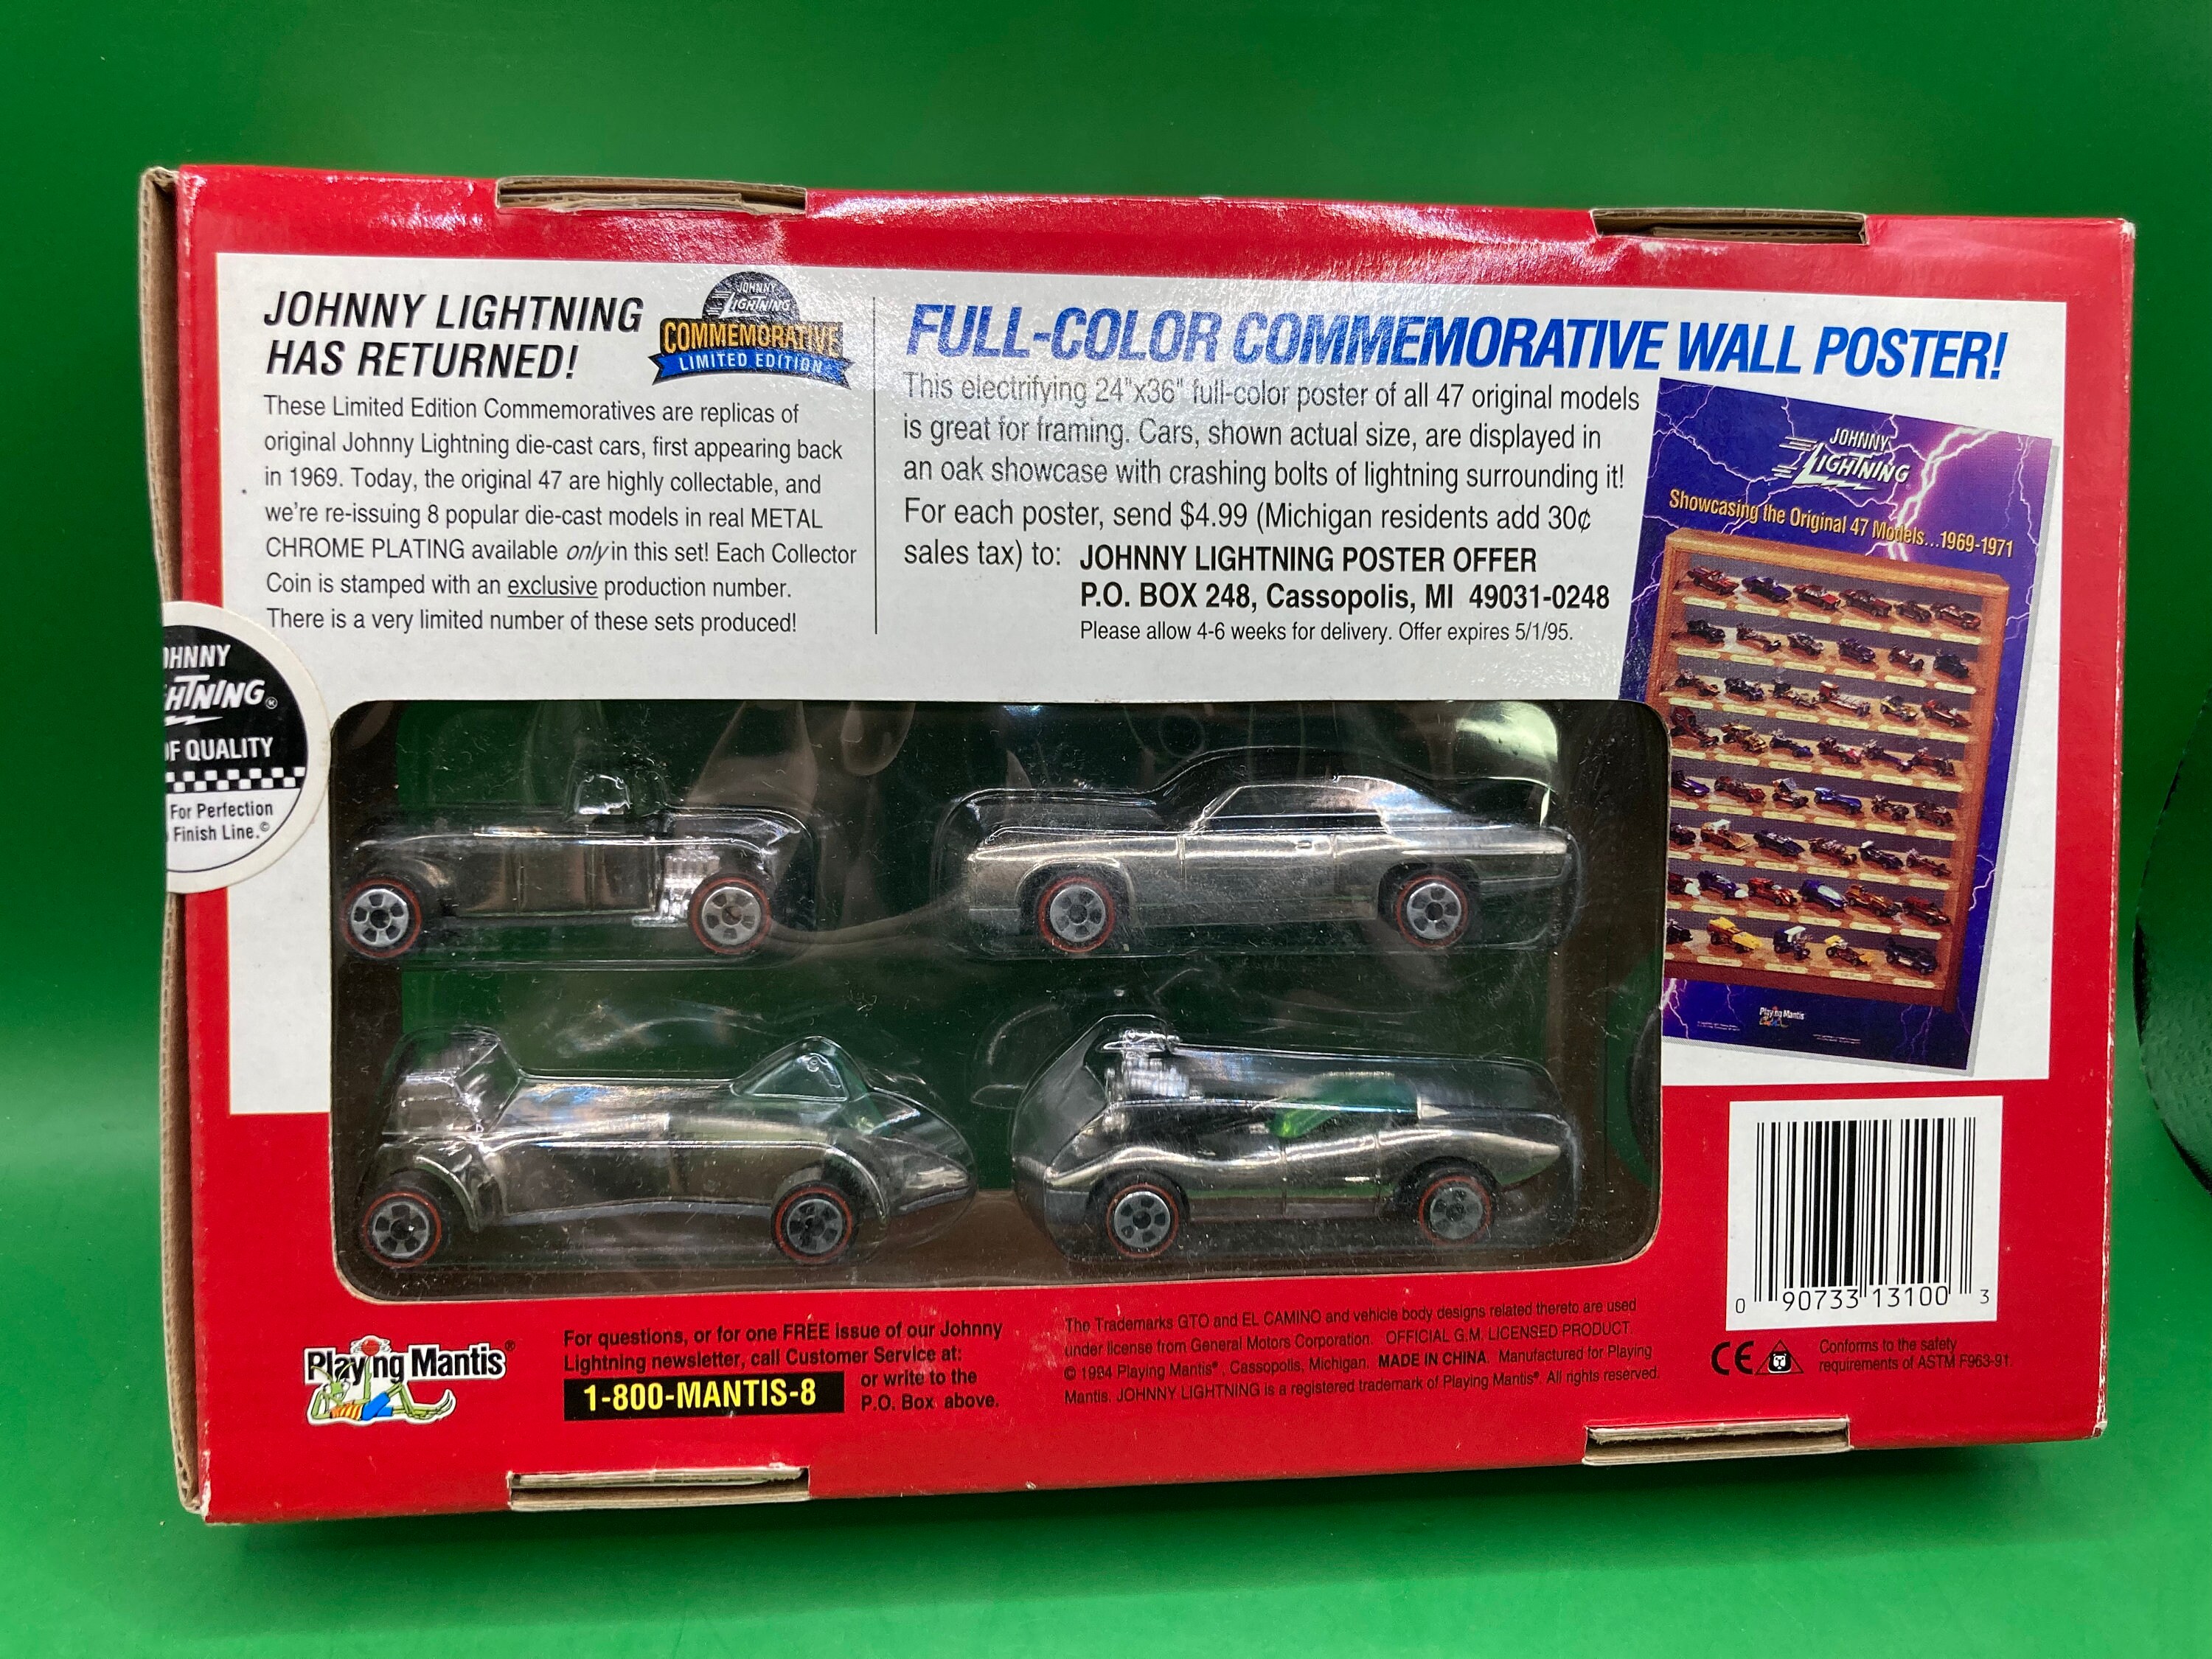 JOHNNY LIGHTNING
HAS RETURNED!
JOHNNY
LIGHTNING
COMMEMORATIVE
LIMITED EDITION
These Limited Edition Commemoratives are replicas of
original Johnny Lightning die-cast cars, first appearing back
in 1969. Today, the original 47 are highly collectable, and
we're re-issuing 8 popular die-cast models in real METAL
CHROME PLATING available only in this set! Each Collector
Coin is stamped with an exclusive production number.
There is a very limited number of these sets produced!
FULL-COLOR COMMEMORATIVE WALL POSTER!
This electrifying 24"x36" full-color poster of all 47 original models
is great for framing. Cars, shown actual size, are displayed in
an oak showcase with crashing bolts of lightning surrounding it!
For each poster, send $4.99 (Michigan residents add 30¢
sales tax) to: JOHNNY LIGHTNING POSTER OFFER
P.O. BOX 248, Cassopolis, MI 49031-0248
Please allow 4-6 weeks for delivery. Offer expires 5/1/95.
JOHNNY
LIGHTNING
Showcasing the Original 47 Models...1969-1971
Playing Mantis
OHNNY
HTNING®
OF QUALITY
For Perfection
Finish Line.©
Playing Mantis®
For questions, or for one FREE issue of our Johnny
Lightning newsletter, call Customer Service at:
1-800-MANTIS-8 or write to the
P.O. Box above.
The Trademarks GTO and EL CAMINO and vehicle body designs related thereto are used
under license from General Motors Corporation. OFFICIAL G.M. LICENSED PRODUCT
© 1994 Playing Mantis®, Cassopolis, Michigan. MADE IN CHINA. Manufactured for Playing
Mantis. JOHNNY LIGHTNING is a registered trademark of Playing Mantis®. All rights reserved.
0 90733 13100 3
CE
Conforms to the safety
requirements of ASTM F963-91.